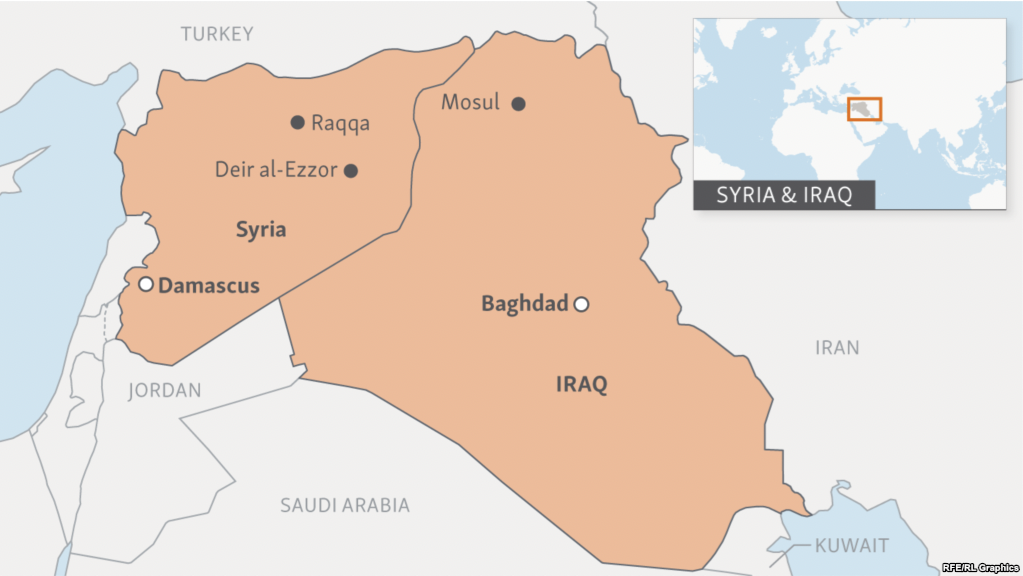 TURKEY
Mosul
Raqqa
Deir al-Ezzor
SYRIA & IRAQ
Syria
Damascus
Baghdad
IRAN
IRAQ
JORDAN
SAUDI ARABIA
KUWAIT
RFE/RL Graphics